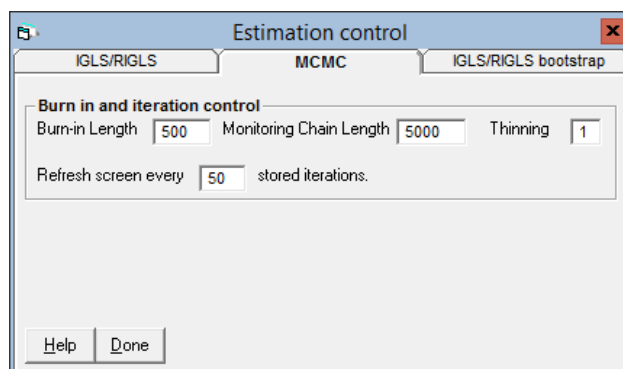 Estimation control
IGLS/RIGLS MCMC IGLS/RIGLS bootstrap
Burn in and iteration control
Burn-in Length 500 Monitoring Chain Length 5000 Thinning 1
Refresh screen every 50 stored iterations.
Help Done